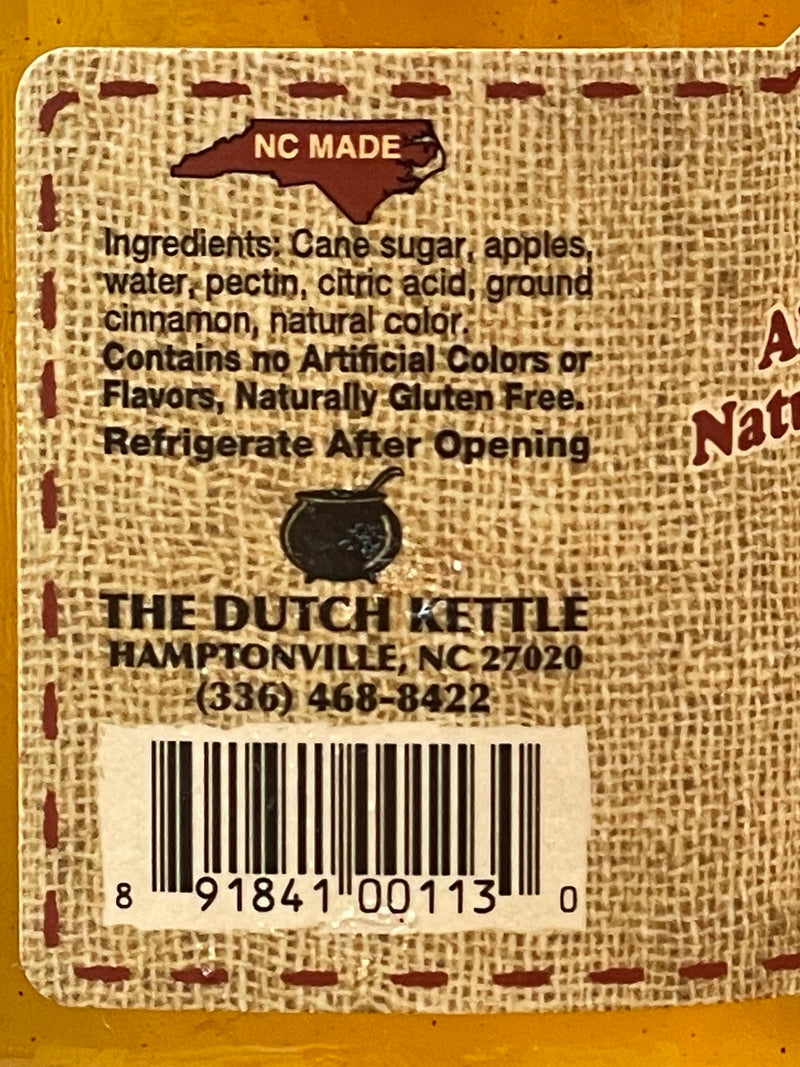 NC MADE
Ingredients: Cane sugar, apples,
water, pectin, citric acid, ground
cinnamon, natural color.
Contains no Artificial Colors or
Flavors, Naturally Gluten Free.
Refrigerate After Opening
THE DUTCH KETTLE
HAMPTONVILLE, NC 27020
(336) 468-8422
8 91841 00113 0